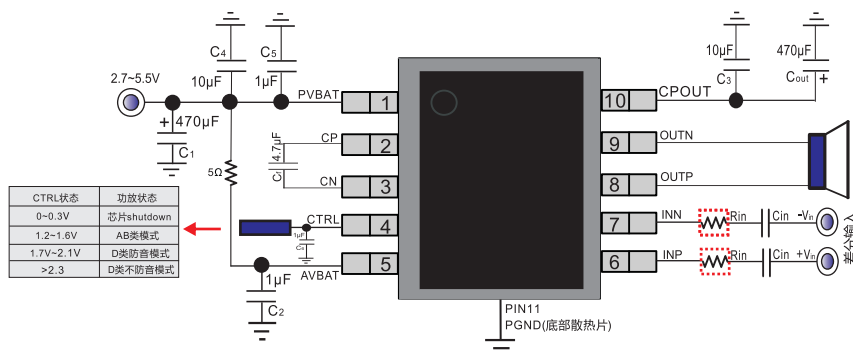 C4
10μF
C5
1μF
2.7~5.5V
+
470μF
C1
PVBAT
1
CP
2
4.7μF
Cf
CN
3
5Ω
CTRL
4
1μF
AVBAT
5
1μF
C2
CTRL状态 功放状态
0~0.3V 芯片shutdown
1.2~1.6V AB类模式
1.7V~2.1V D类防音模式
>2.3 D类不防音模式
10μF
C3
470μF
Cout +
10 CPOUT
9 OUTN
8 OUTP
7 INN Rin Cin -Vin
6 INP Rin Cin +Vin
差分输入
PIN11
PGND(底部散热片)